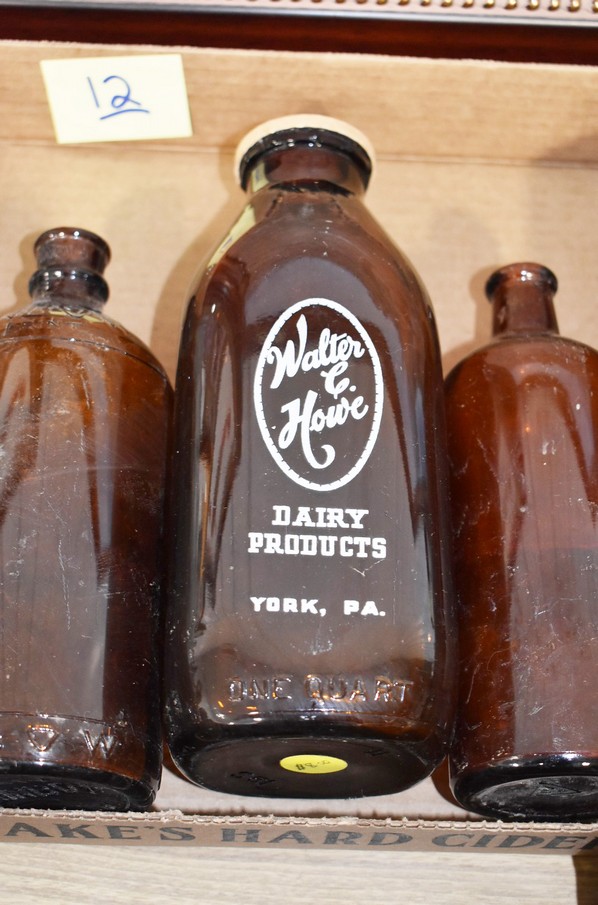 12
Walter
C.
Howe
DAIRY
PRODUCTS
YORK, PA.
ONE QUART
AKE'S HARD CIDE